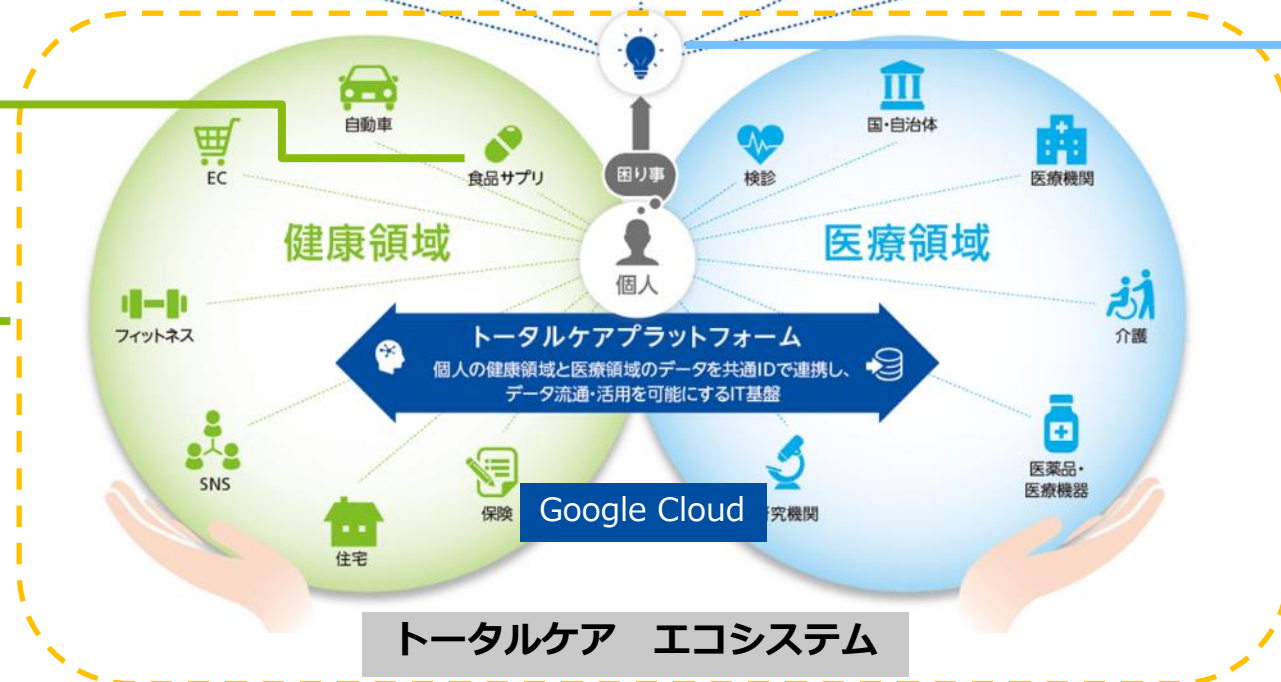 自動車
国・自治体
EC
食品サプリ
困り事
検診
医療機関
健康領域
医療領域
個人
フィットネス
介護
トータルケアプラットフォーム
個人の健康領域と医療領域のデータを共通IDで連携し、
データ流通・活用を可能にするIT基盤
SNS
医薬品・
医療機器
保険
Google Cloud
究機関
住宅
トータルケア　エコシステム